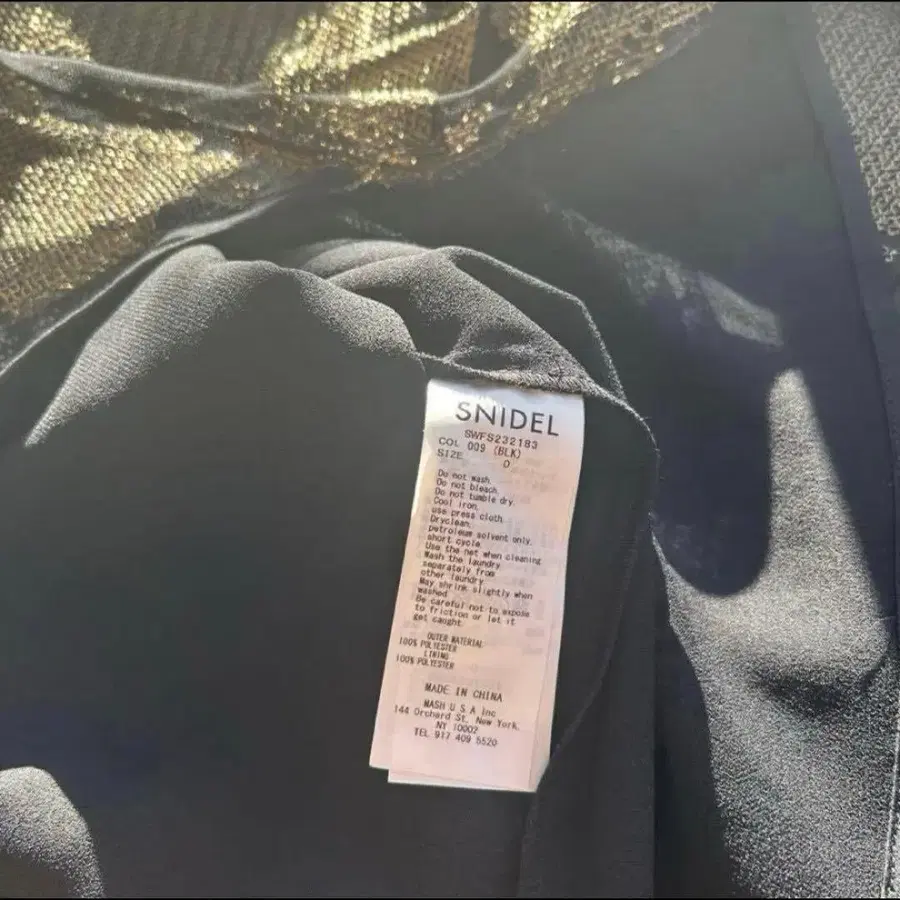 SNIDEL
SWFS232183
COL 009 (BLK)
SIZE 0
Do not wash.
Do not bleach.
Do not tumble dry.
Cool iron,
use press cloth.
Dryclean,
petroleum solvent only,
short cycle.
Use the net when cleaning
Wash the laundry
separately from
other laundry.
May shrink slightly when
washed.
Be careful not to expose
to friction or let it
get caught.
OUTER MATERIAL
100% POLYESTER
LINING
100% POLYESTER
MADE IN CHINA
MASH U S A Inc
144 Orchard St, New York,
NY 10002
TEL 917 409 5520